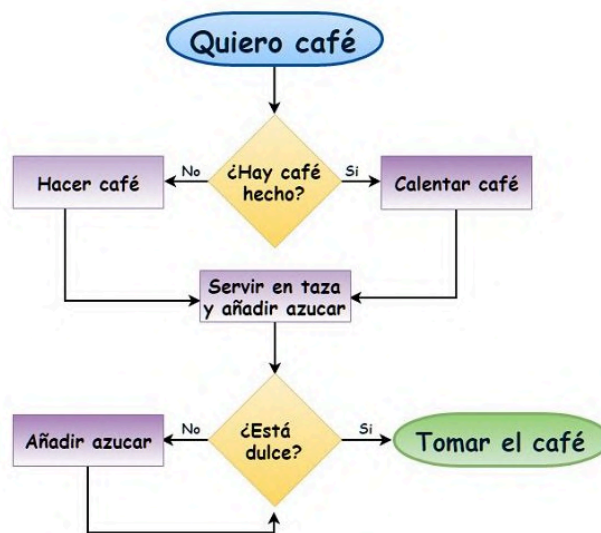 Quiero café
¿Hay café
hecho?
No
Si
Hacer café
Calentar café
Servir en taza
y añadir azucar
¿Está
dulce?
No
Si
Añadir azucar
Tomar el café